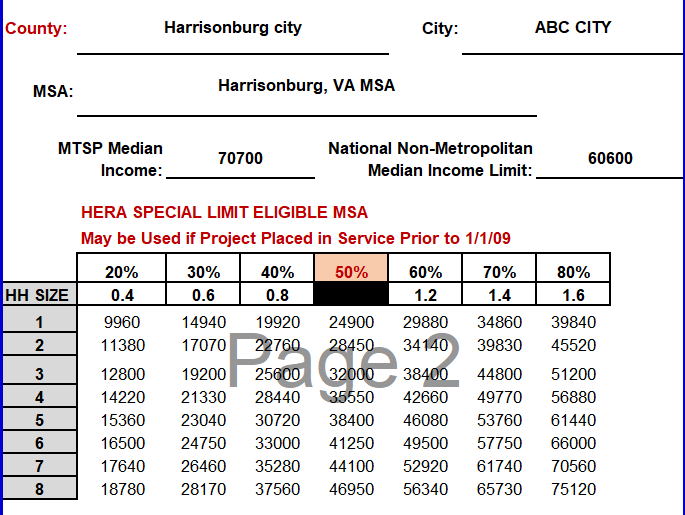 County: Harrisonburg city City: ABC CITY
MSA: Harrisonburg, VA MSA
MTSP Median Income: 70700 National Non-Metropolitan Median Income Limit: 60600
HERA SPECIAL LIMIT ELIGIBLE MSA
May be Used if Project Placed in Service Prior to 1/1/09
20% 30% 40% 50% 60% 70% 80%
HH SIZE 0.4 0.6 0.8 1.2 1.4 1.6
1 9960 14940 19920 24900 29880 34860 39840
2 11380 17070 22760 28450 34140 39830 45520
3 12800 19200 25600 32000 38400 44800 51200
4 14220 21330 28440 35550 42660 49770 56880
5 15360 23040 30720 38400 46080 53760 61440
6 16500 24750 33000 41250 49500 57750 66000
7 17640 26460 35280 44100 52920 61740 70560
8 18780 28170 37560 46950 56340 65730 75120
Page 2